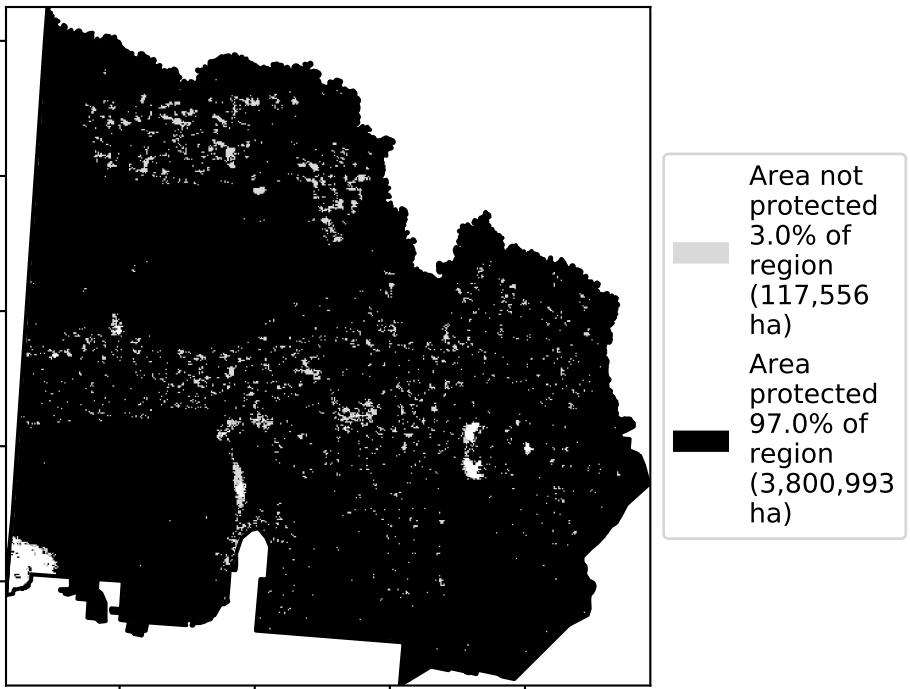 Area not
protected
3.0% of
region
(117,556
ha)
Area
protected
97.0% of
region
(3,800,993
ha)